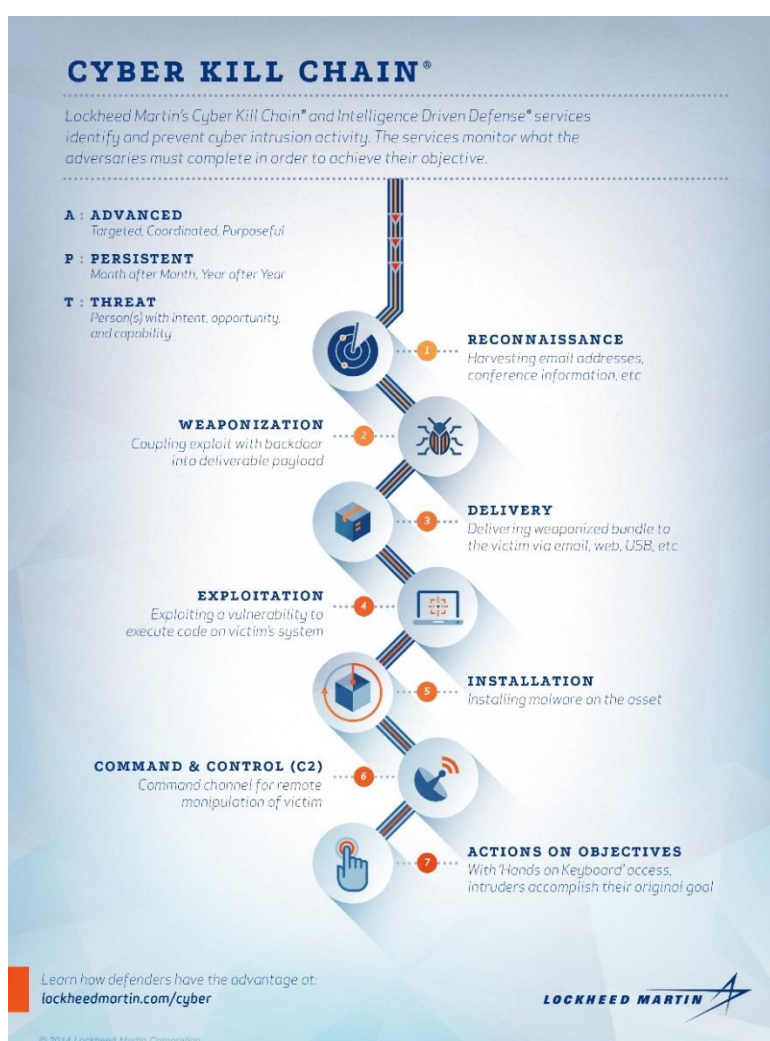 CYBER KILL CHAIN®
Lockheed Martin's Cyber Kill Chain® and Intelligence Driven Defense® services
identify and prevent cyber intrusion activity. The services monitor what the
adversaries must complete in order to achieve their objective.
A : ADVANCED
Targeted, Coordinated, Purposeful
P : PERSISTENT
Month after Month, Year after Year
T : THREAT
Person(s) with intent, opportunity,
and capability
1
RECONNAISSANCE
Harvesting email addresses,
conference information, etc
WEAPONIZATION
Coupling exploit with backdoor
into deliverable payload
2
3
DELIVERY
Delivering weaponized bundle to
the victim via email, web, USB, etc
EXPLOITATION
Exploiting a vulnerability to
execute code on victim's system
4
5
INSTALLATION
Installing malware on the asset
COMMAND & CONTROL (C2)
Command channel for remote
manipulation of victim
6
7
ACTIONS ON OBJECTIVES
With 'Hands on Keyboard' access,
intruders accomplish their original goal
Learn how defenders have the advantage at:
lockheedmartin.com/cyber
LOCKHEED MARTIN
© 2014 Lockheed Martin Corporation